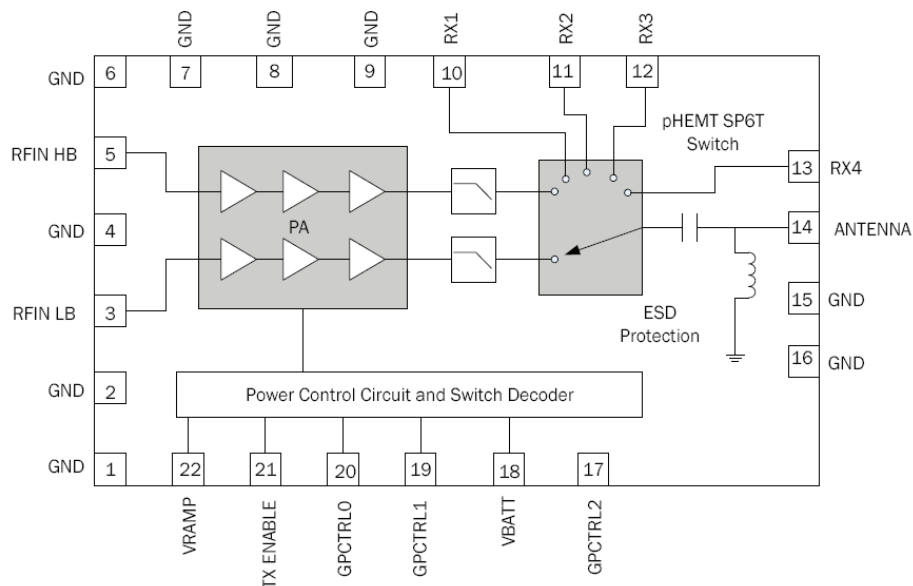 GND
GND
GND
RX1
RX2
RX3
GND
6
7
8
9
10
11
12
pHEMT SP6T
Switch
RFIN HB
5
13
RX4
PA
GND
4
14
ANTENNA
RFIN LB
3
ESD
Protection
15
GND
16
GND
GND
2
Power Control Circuit and Switch Decoder
GND
1
22
21
20
19
18
17
VRAMP
TX ENABLE
GPCTRL0
GPCTRL1
VBATT
GPCTRL2